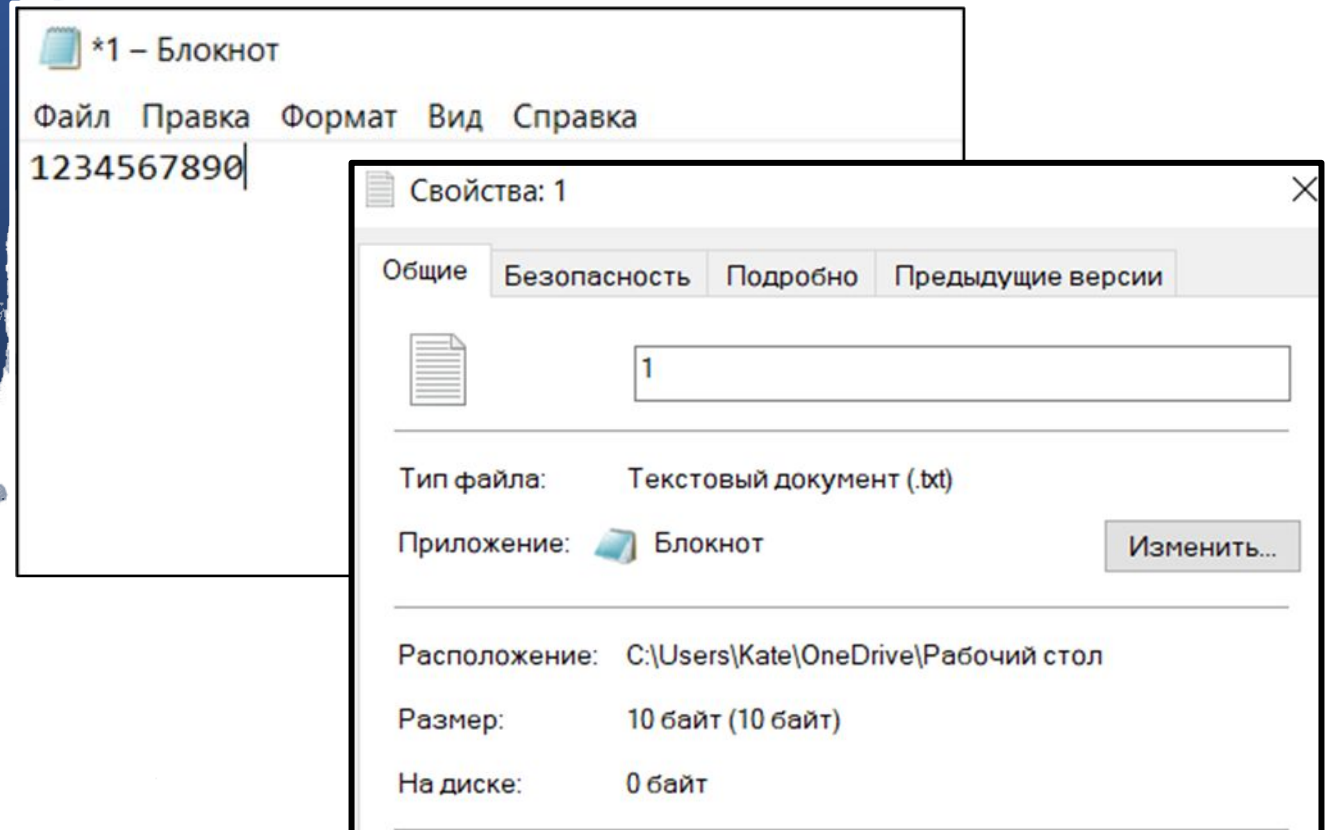 *1 – Блокнот
Файл Правка Формат Вид Справка
1234567890
Свойства: 1
Общие Безопасность Подробно Предыдущие версии
1
Тип файла: Текстовый документ (.txt)
Приложение: Блокнот Изменить...
Расположение: C:\Users\Kate\OneDrive\Рабочий стол
Размер: 10 байт (10 байт)
На диске: 0 байт